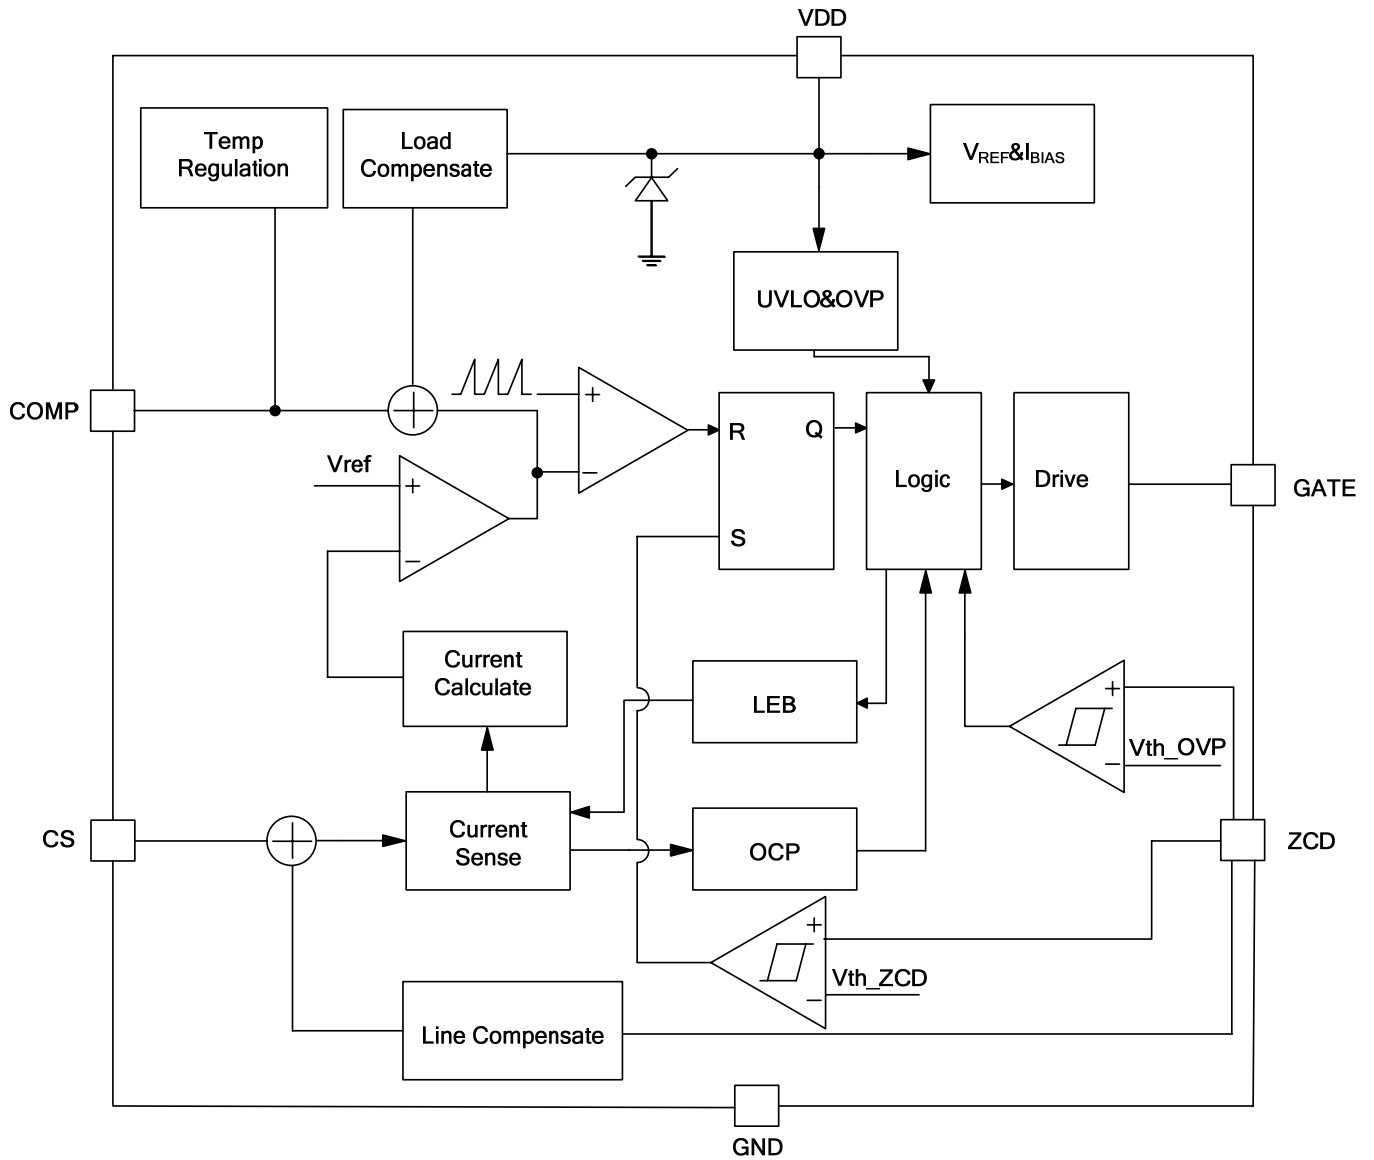 VDD
Temp
Regulation
Load
Compensate
VREF&IBIAS
UVLO&OVP
COMP
+
−
R
Q
S
Logic
Drive
GATE
Vref
+
−
Current
Calculate
LEB
+
Vth_OVP
−
CS
Current
Sense
OCP
ZCD
+
Vth_ZCD
−
Line Compensate
GND